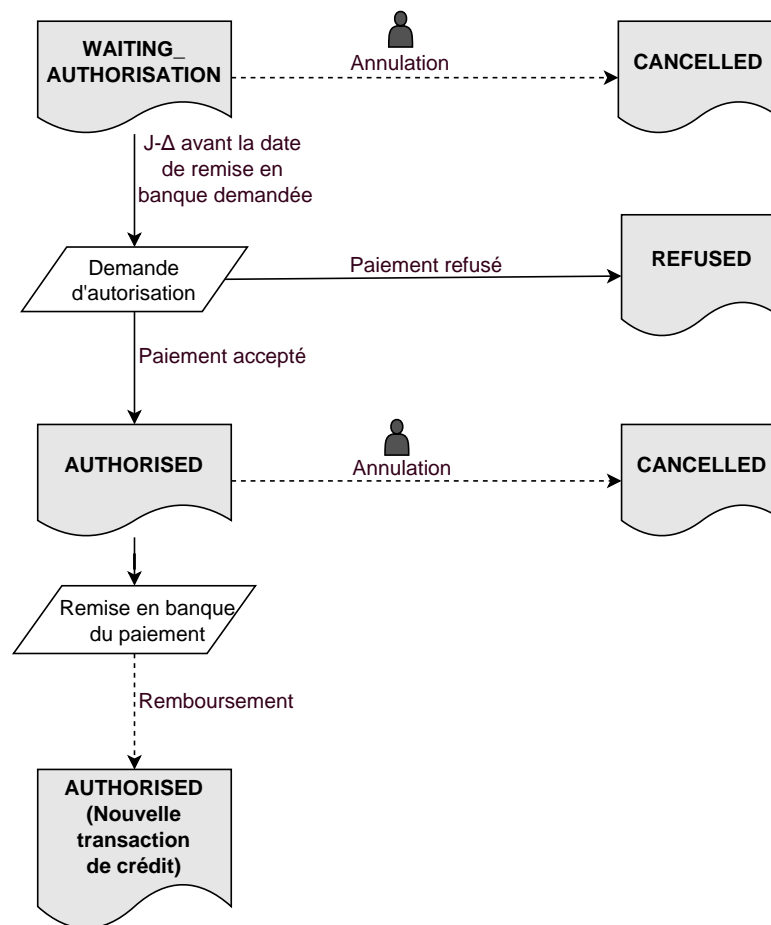 WAITING_
AUTHORISATION
Annulation
CANCELLED
J-Δ avant la date
de remise en
banque demandée
Demande
d'autorisation
Paiement refusé
REFUSED
Paiement accepté
AUTHORISED
Annulation
CANCELLED
Remise en banque
du paiement
Remboursement
AUTHORISED
(Nouvelle
transaction
de crédit)